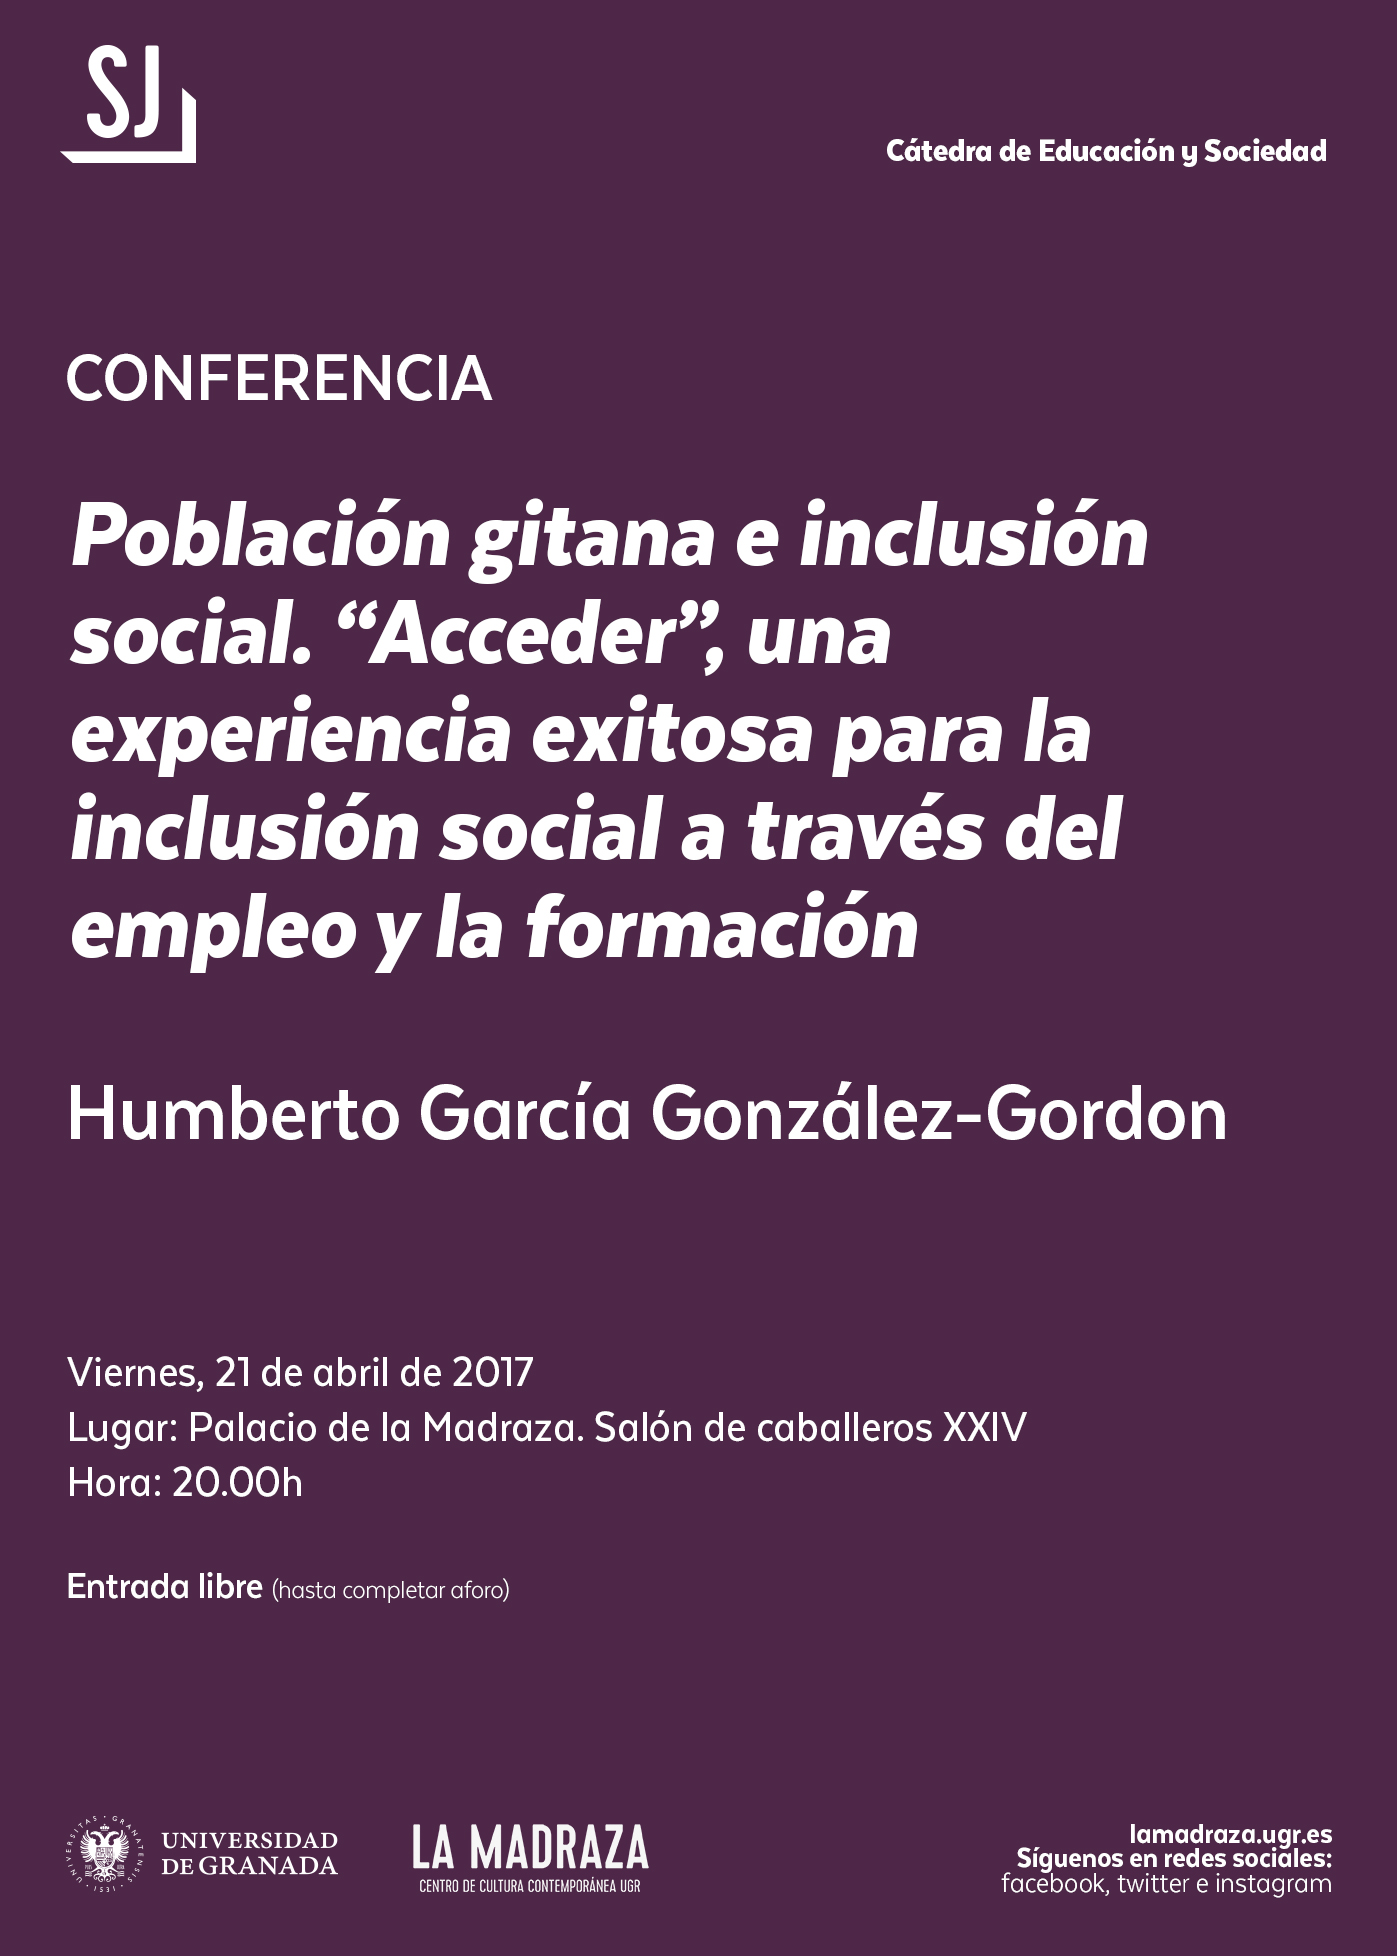 SJ
Cátedra de Educación y Sociedad
CONFERENCIA
Población gitana e inclusión
social. “Acceder”, una
experiencia exitosa para la
inclusión social a través del
empleo y la formación
Humberto García González-Gordon
Viernes, 21 de abril de 2017
Lugar: Palacio de la Madraza. Salón de caballeros XXIV
Hora: 20.00h
Entrada libre (hasta completar aforo)
UNIVERSITAS · GRANATENSIS · 1531 ·
UNIVERSIDAD
DE GRANADA
LA MADRAZA
CENTRO DE CULTURA CONTEMPORÁNEA UGR
lamadraza.ugr.es
Síguenos en redes sociales:
facebook, twitter e instagram